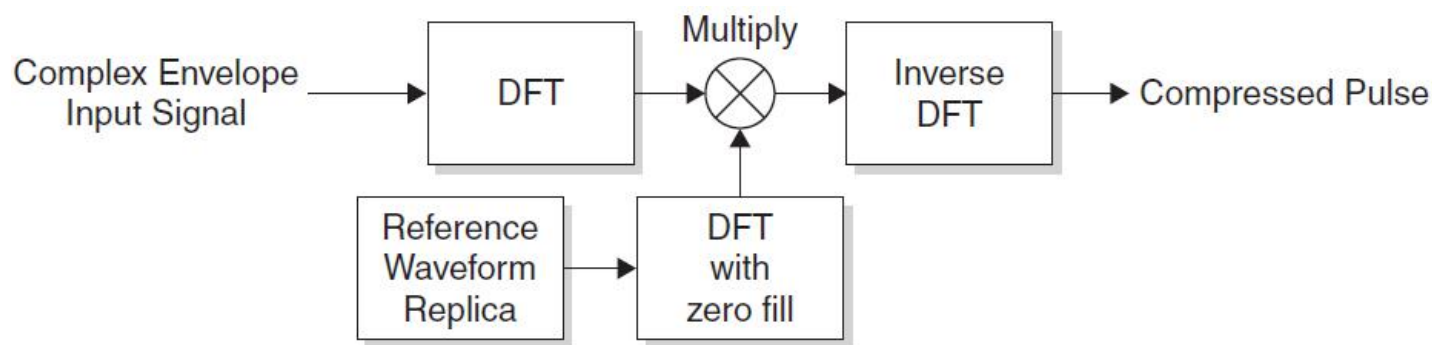 Complex Envelope
Input Signal
DFT
Multiply
Inverse
DFT
Compressed Pulse
Reference
Waveform
Replica
DFT
with
zero fill